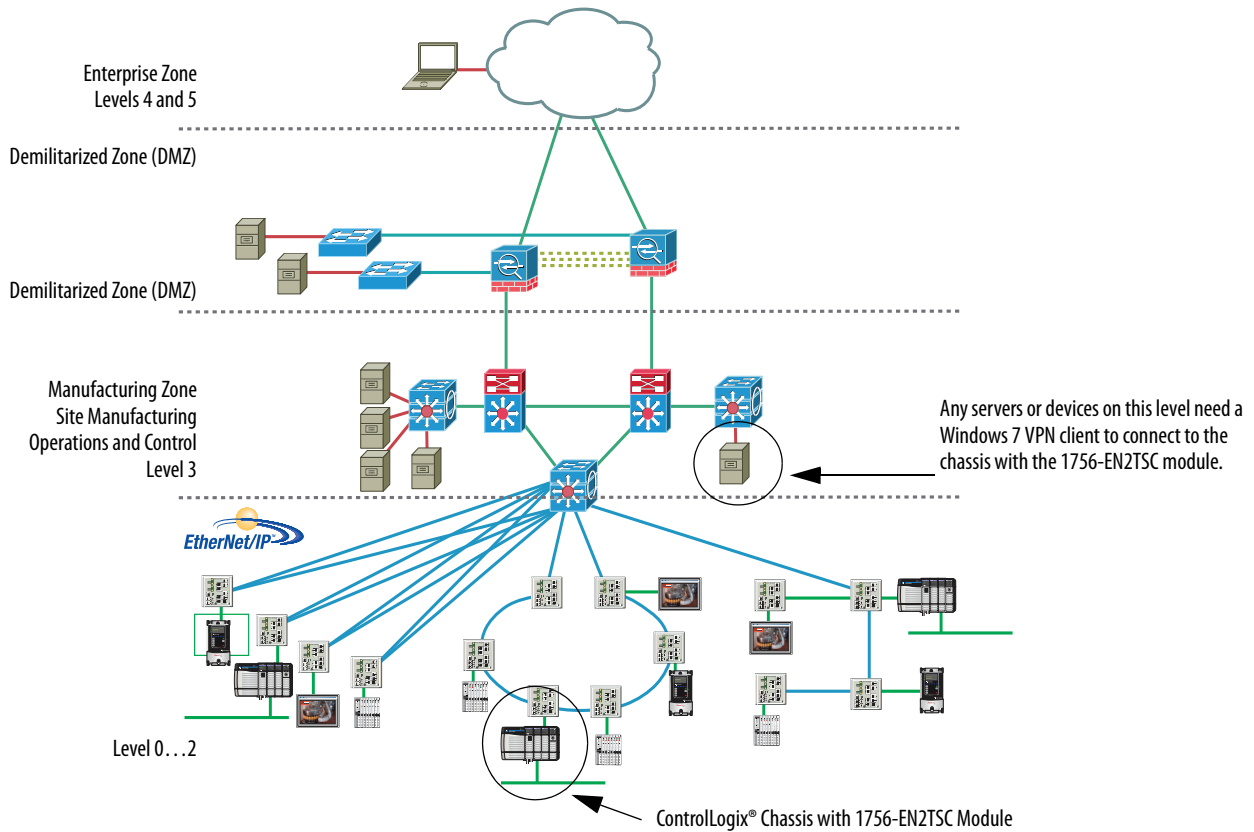 Enterprise Zone
Levels 4 and 5
Demilitarized Zone (DMZ)
Demilitarized Zone (DMZ)
Manufacturing Zone
Site Manufacturing
Operations and Control
Level 3
Any servers or devices on this level need a
Windows 7 VPN client to connect to the
chassis with the 1756-EN2TSC module.
EtherNet/IP™
Level 0...2
ControlLogix® Chassis with 1756-EN2TSC Module